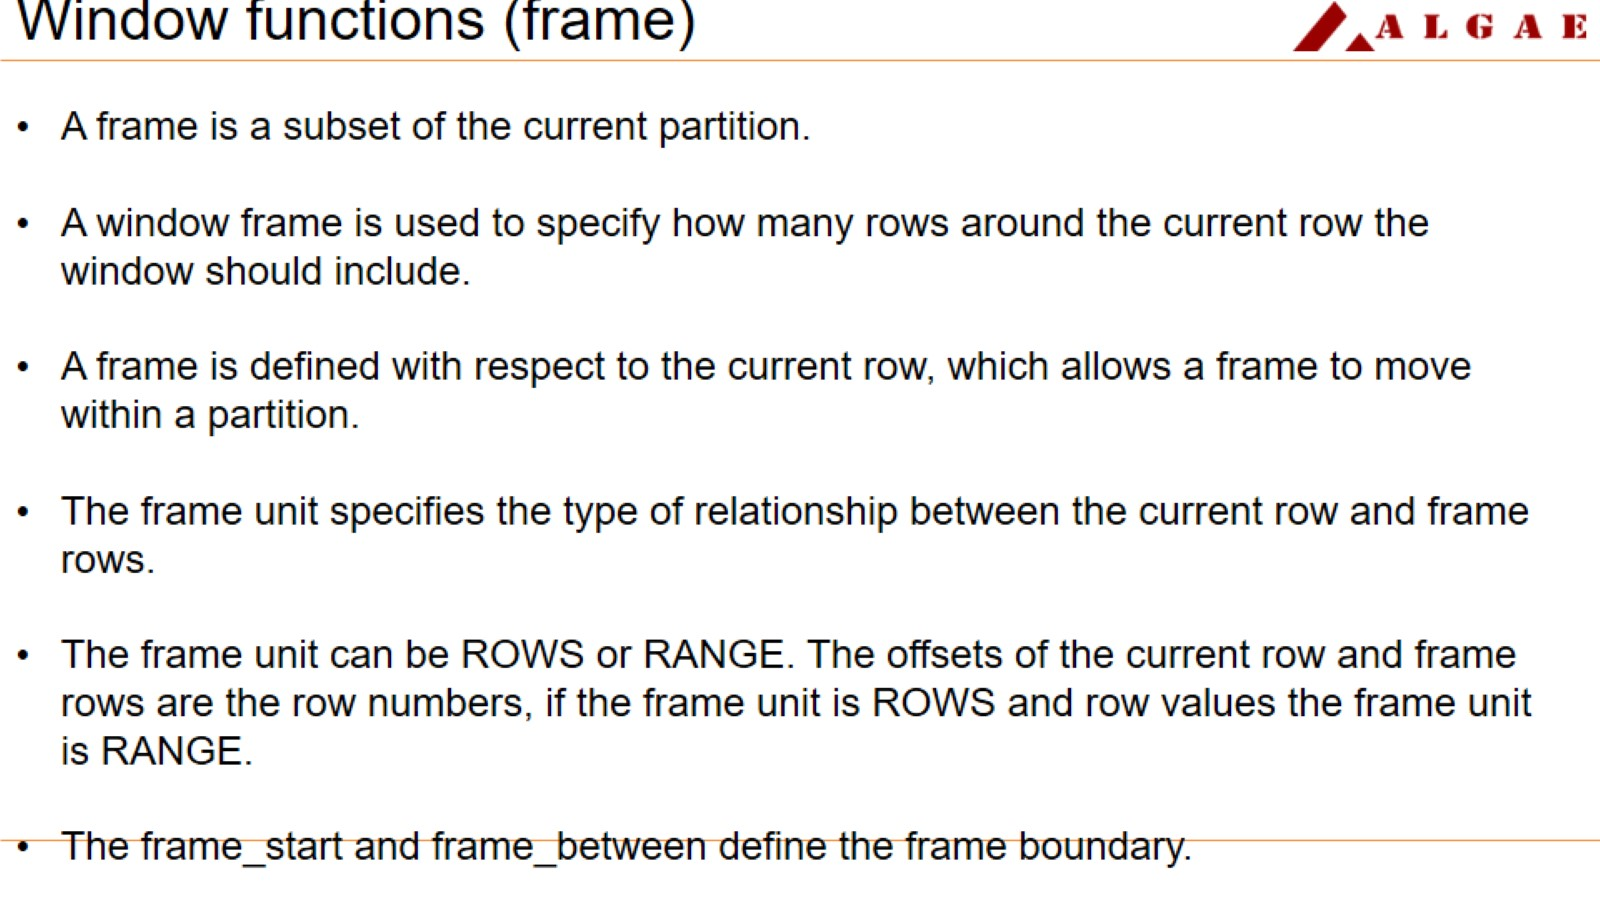 Window functions (frame)
ALGAE
• A frame is a subset of the current partition.
• A window frame is used to specify how many rows around the current row the
window should include.
• A frame is defined with respect to the current row, which allows a frame to move
within a partition.
• The frame unit specifies the type of relationship between the current row and frame
rows.
• The frame unit can be ROWS or RANGE. The offsets of the current row and frame
rows are the row numbers, if the frame unit is ROWS and row values the frame unit
is RANGE.
• The frame_start and frame_between define the frame boundary.